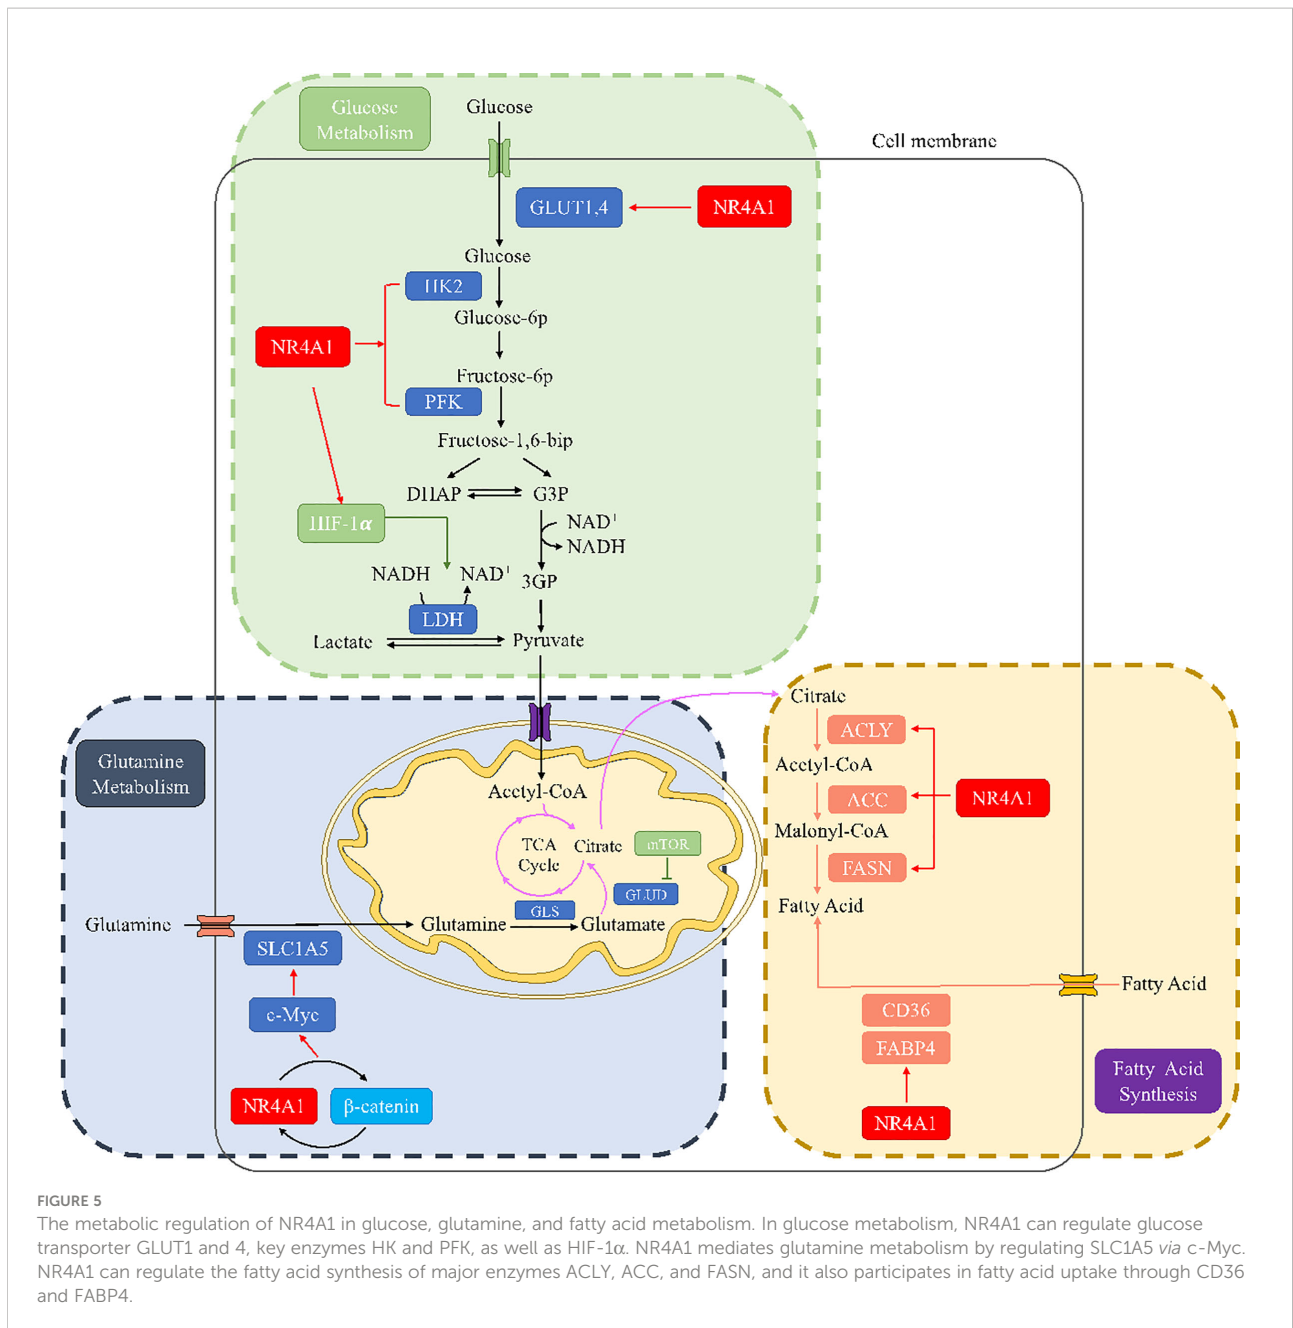 Glucose
Metabolism
Glucose
Cell membrane
GLUT1,4
NR4A1
Glucose
HK2
Glucose-6p
NR4A1
Fructose-6p
PFK
Fructose-1,6-bip
DHAP
G3P
HIF-1α
NAD⁺
NADH
NADH
NAD⁺
3GP
LDH
Lactate
Pyruvate
Citrate
ACLY
Glutamine
Metabolism
Acetyl-CoA
Acetyl-CoA
ACC
NR4A1
Malonyl-CoA
TCA
Cycle
Citrate
mTOR
FASN
GLUD
Fatty Acid
GLS
Glutamine
Glutamine
Glutamate
SLC1A5
Fatty Acid
c-Myc
CD36
FABP4
Fatty Acid
Synthesis
NR4A1
β-catenin
NR4A1
FIGURE 5
The metabolic regulation of NR4A1 in glucose, glutamine, and fatty acid metabolism. In glucose metabolism, NR4A1 can regulate glucose
transporter GLUT1 and 4, key enzymes HK and PFK, as well as HIF-1α. NR4A1 mediates glutamine metabolism by regulating SLC1A5 via c-Myc.
NR4A1 can regulate the fatty acid synthesis of major enzymes ACLY, ACC, and FASN, and it also participates in fatty acid uptake through CD36
and FABP4.